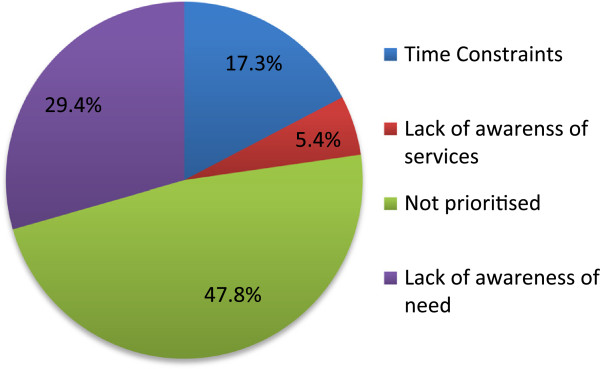 17.3%
5.4%
47.8%
29.4%
Time Constraints
Lack of awarenss of
services
Not prioritised
Lack of awareness of
need